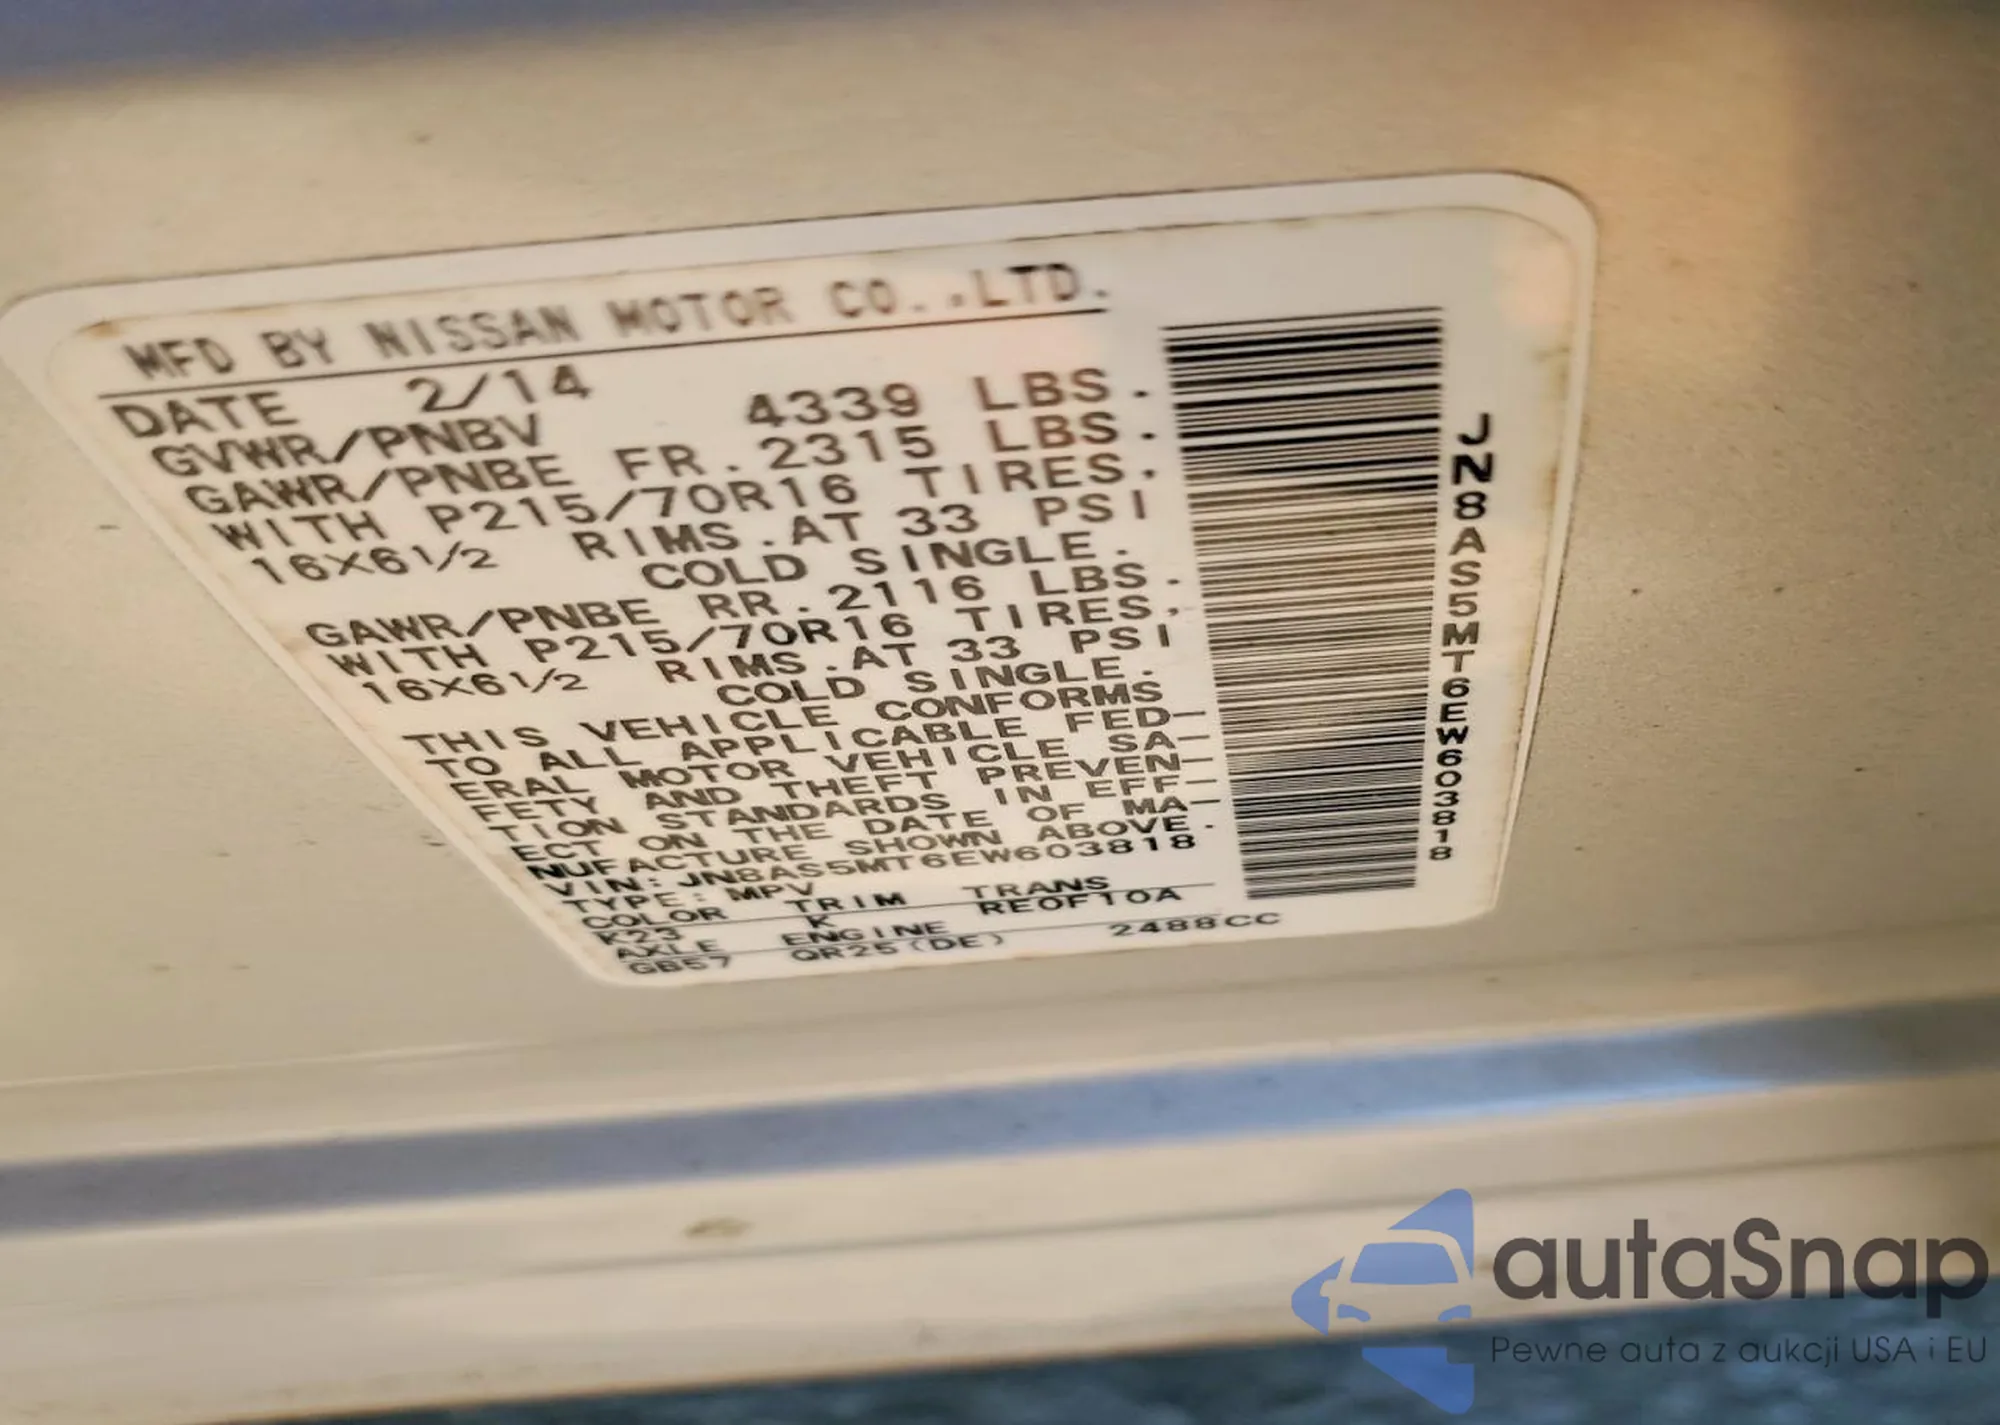 MFD BY NISSAN MOTOR CO.,LTD.
DATE 2/14
GVWR/PNBV 4339 LBS.
GAWR/PNBE FR. 2315 LBS.
WITH P215/70R16 TIRES.
16X61/2 RIMS.AT 33 PSI
COLD SINGLE.
GAWR/PNBE RR. 2116 LBS.
WITH P215/70R16 TIRES.
16X61/2 RIMS.AT 33 PSI
COLD SINGLE.
THIS VEHICLE CONFORMS
TO ALL APPLICABLE FED-
ERAL MOTOR VEHICLE SA-
FETY AND THEFT PREVEN-
TION STANDARDS IN EFF-
ECT ON THE DATE OF MA-
NUFACTURE SHOWN ABOVE.
VIN: JN8AS5MT6EW603818
TYPE: MPV
COLOR TRIM TRANS
K23 K RE0F10A
AXLE ENGINE
GB57 QR25(DE) 2488CC
JN8AS5MT6EW603818
autaSnap
Pewne auta z aukcji USA i EU